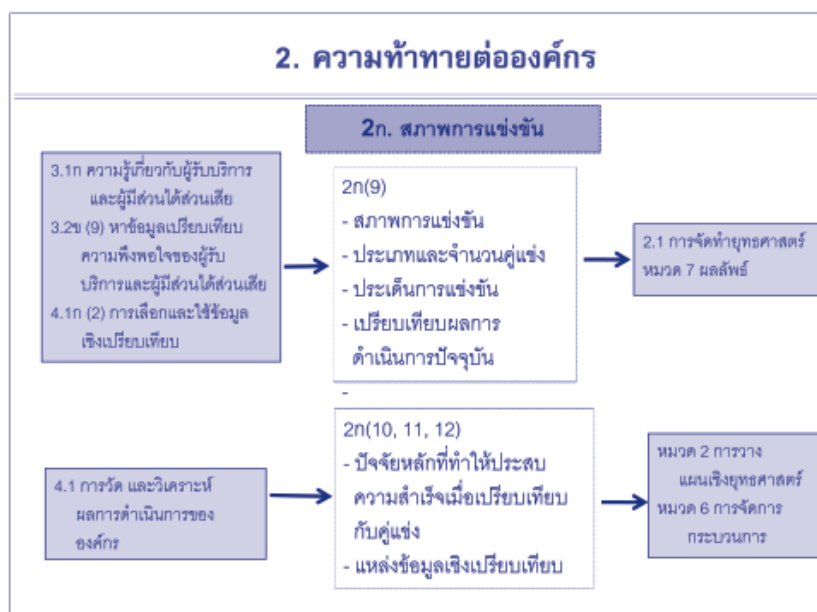 2. ความท้าทายต่อองค์กร
2ก. สภาพการแข่งขัน
3.1ก ความรู้เกี่ยวกับผู้รับบริการ
และผู้มีส่วนได้ส่วนเสีย
3.2ข (9) หาข้อมูลเปรียบเทียบ
ความพึงพอใจของผู้รับ
บริการและผู้มีส่วนได้ส่วนเสีย
4.1ก (2) การเลือกและใช้ข้อมูล
เชิงเปรียบเทียบ
2ก(9)
- สภาพการแข่งขัน
- ประเภทและจำนวนคู่แข่ง
- ประเด็นการแข่งขัน
- เปรียบเทียบผลการ
ดำเนินการปัจจุบัน
-
2.1 การจัดทำยุทธศาสตร์
หมวด 7 ผลลัพธ์
4.1 การวัด และวิเคราะห์
ผลการดำเนินการของ
องค์กร
2ก(10, 11, 12)
- ปัจจัยหลักที่ทำให้ประสบ
ความสำเร็จเมื่อเปรียบเทียบ
กับคู่แข่ง
- แหล่งข้อมูลเชิงเปรียบเทียบ
หมวด 2 การวาง
แผนเชิงยุทธศาสตร์
หมวด 6 การจัดการ
กระบวนการ